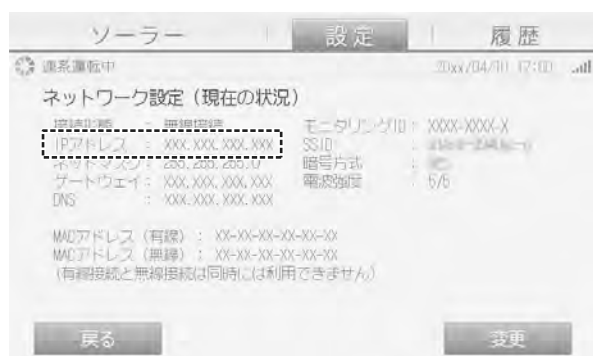 ソーラー 設定 履歴
連系運転中 20xx/04/10 17:00
ネットワーク設定（現在の状況）
接続形態 : 無線接続 モニタリングID : XXXX-XXXX-X
IPアドレス : XXX.XXX.XXX.XXX SSID :
ネットマスク : 255.255.255.0 暗号方式 :
ゲートウェイ : XXX.XXX.XXX.XXX 電波強度 : 5/5
DNS : XXX.XXX.XXX.XXX
MACアドレス（有線） : XX-XX-XX-XX-XX-XX
MACアドレス（無線） : XX-XX-XX-XX-XX-XX
(有線接続と無線接続は同時には利用できません)
戻る 変更